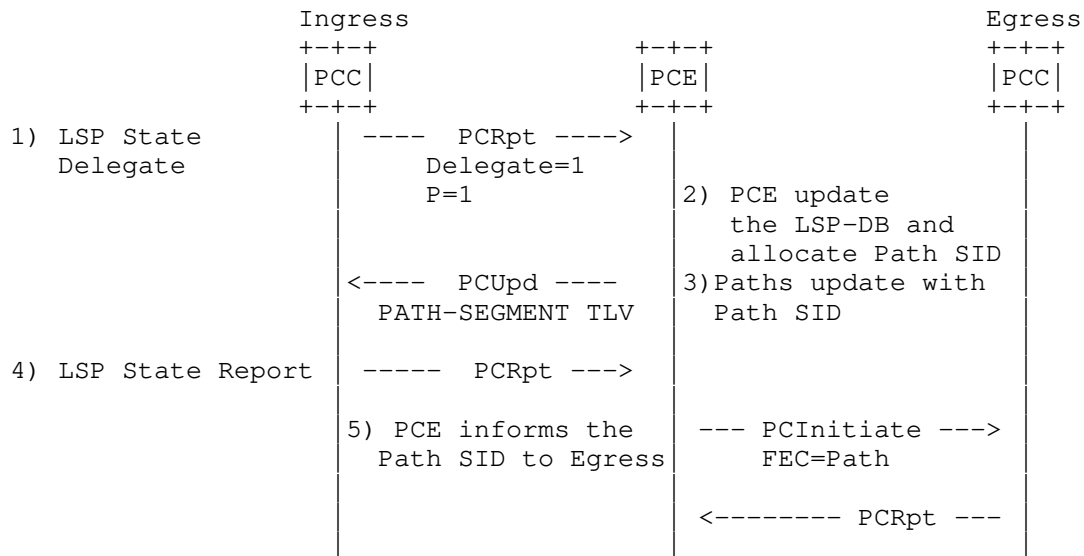 Ingress Egress
+-+-+ +-+-+ +-+-+
|PCC| |PCE| |PCC|
+-+-+ +-+-+ +-+-+
1) LSP State | ---- PCRpt ----> | |
Delegate | Delegate=1 | |
| P=1 |2) PCE update |
| | the LSP-DB and |
| | allocate Path SID|
|<---- PCUpd ---- |3)Paths update with |
| PATH-SEGMENT TLV | Path SID |
| | |
4) LSP State Report | ----- PCRpt ---> | |
| | |
|5) PCE informs the | --- PCInitiate ---> |
| Path SID to Egress| FEC=Path |
| | |
| | <-------- PCRpt --- |
| | |